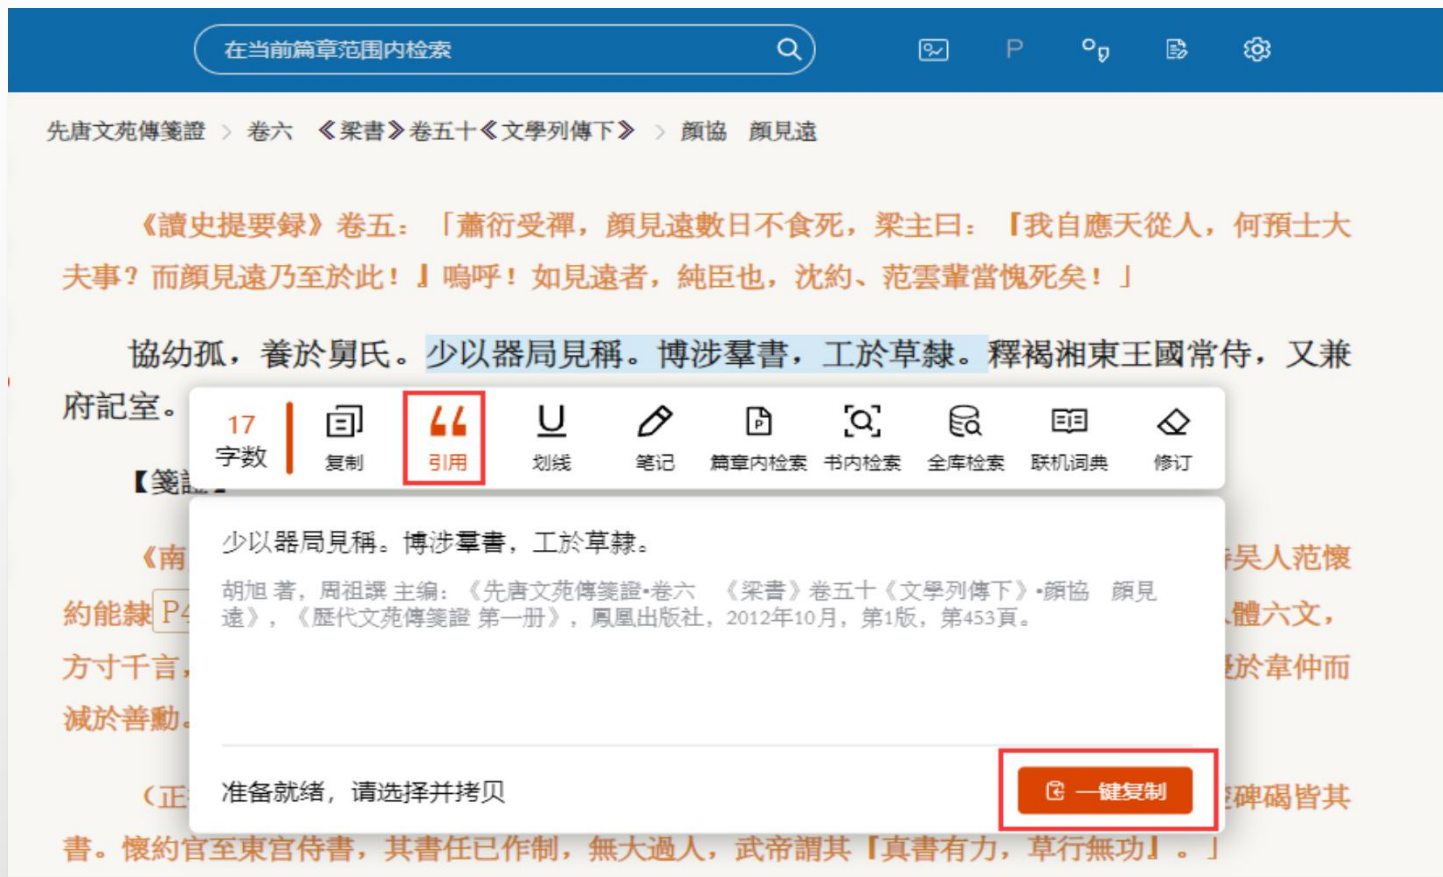 在当前篇章范围内检索
P
先唐文苑傳箋證 > 卷六 《梁書》卷五十《文學列傳下》 > 顏協 顏見遠
《讀史提要録》卷五：「蕭衍受禪，顏見遠數日不食死，梁主曰：『我自應天從人，何預士大
夫事？而顏見遠乃至於此！』嗚呼！如見遠者，純臣也，沈約、范雲輩當愧死矣！」
協幼孤，養於舅氏。少以器局見稱。博涉羣書，工於草隸。釋褐湘東王國常侍，又兼
府記室。
17
字数
复制 引用 划线 笔记 篇章内检索 书内检索 全库检索 联机词典 修订
【箋證】
少以器局見稱。博涉羣書，工於草隸。
胡旭 著，周祖譔 主编：《先唐文苑傳箋證•卷六 《梁書》卷五十《文學列傳下》•顏協 顏見
遠》，《歷代文苑傳箋證 第一册》，鳳凰出版社，2012年10月，第1版，第453頁。
《南 吴人范懷
約能隸 P4 體六文，
方寸千言， 於韋仲而
減於善勳。
准备就绪，请选择并拷贝
一键复制
（正 碑碣皆其
書。懷約官至東宫侍書，其書任已作制，無大過人，武帝謂其『真書有力，草行無功』。」